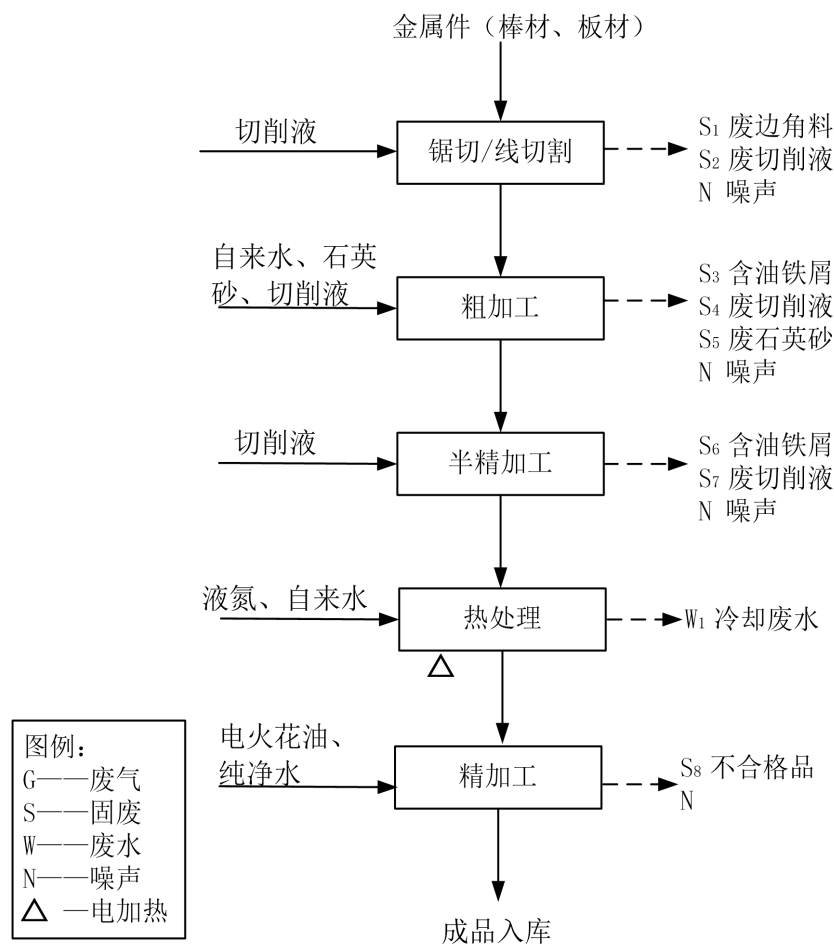 金属件（棒材、板材）
切削液
锯切/线切割
S1 废边角料
S2 废切削液
N 噪声
自来水、石英
砂、切削液
粗加工
S3 含油铁屑
S4 废切削液
S5 废石英砂
N 噪声
切削液
半精加工
S6 含油铁屑
S7 废切削液
N 噪声
液氮、自来水
热处理
W1 冷却废水
电火花油、
纯净水
精加工
S8 不合格品
N
成品入库
图例：
G——废气
S——固废
W——废水
N——噪声
△ —电加热